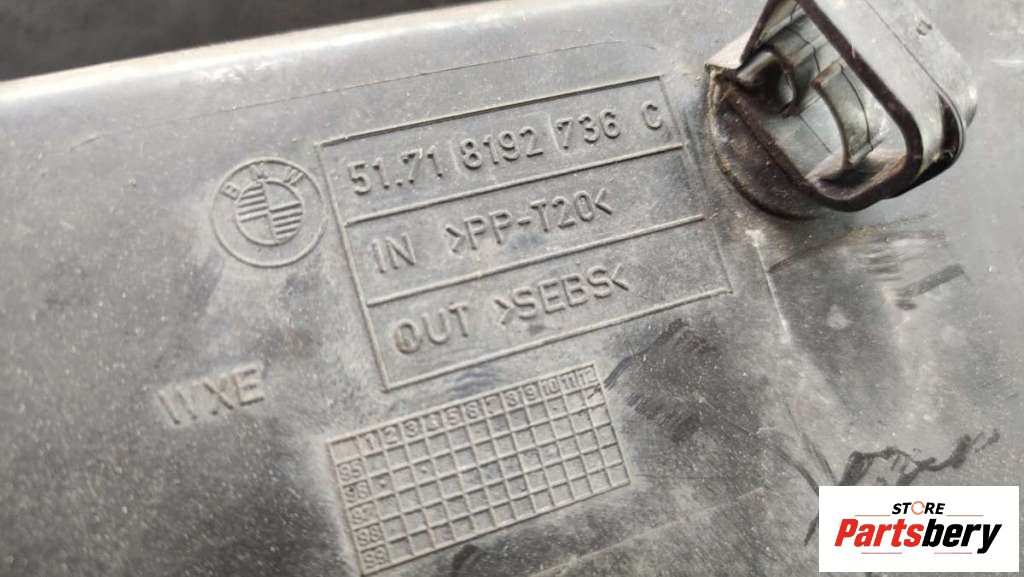 BMW
51.71 8192 736 C
IN >PP-T20<
OUT >SEBS<
1 2 3 4 5 6 7 8 9 10 11 12
95
96
97
98
99
STORE
Partsbery